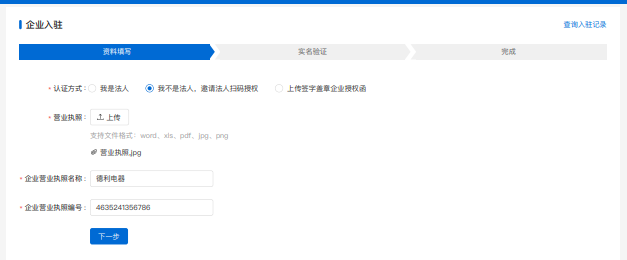 企业入驻
查询入驻记录
资料填写
实名验证
完成
* 认证方式： 我是法人 我不是法人，邀请法人扫码授权 上传签字盖章企业授权函
* 营业执照： 上传
支持文件格式：word、xls、pdf、jpg、png
营业执照.jpg
* 企业营业执照名称： 德利电器
* 企业营业执照编号： 4635241356786
下一步